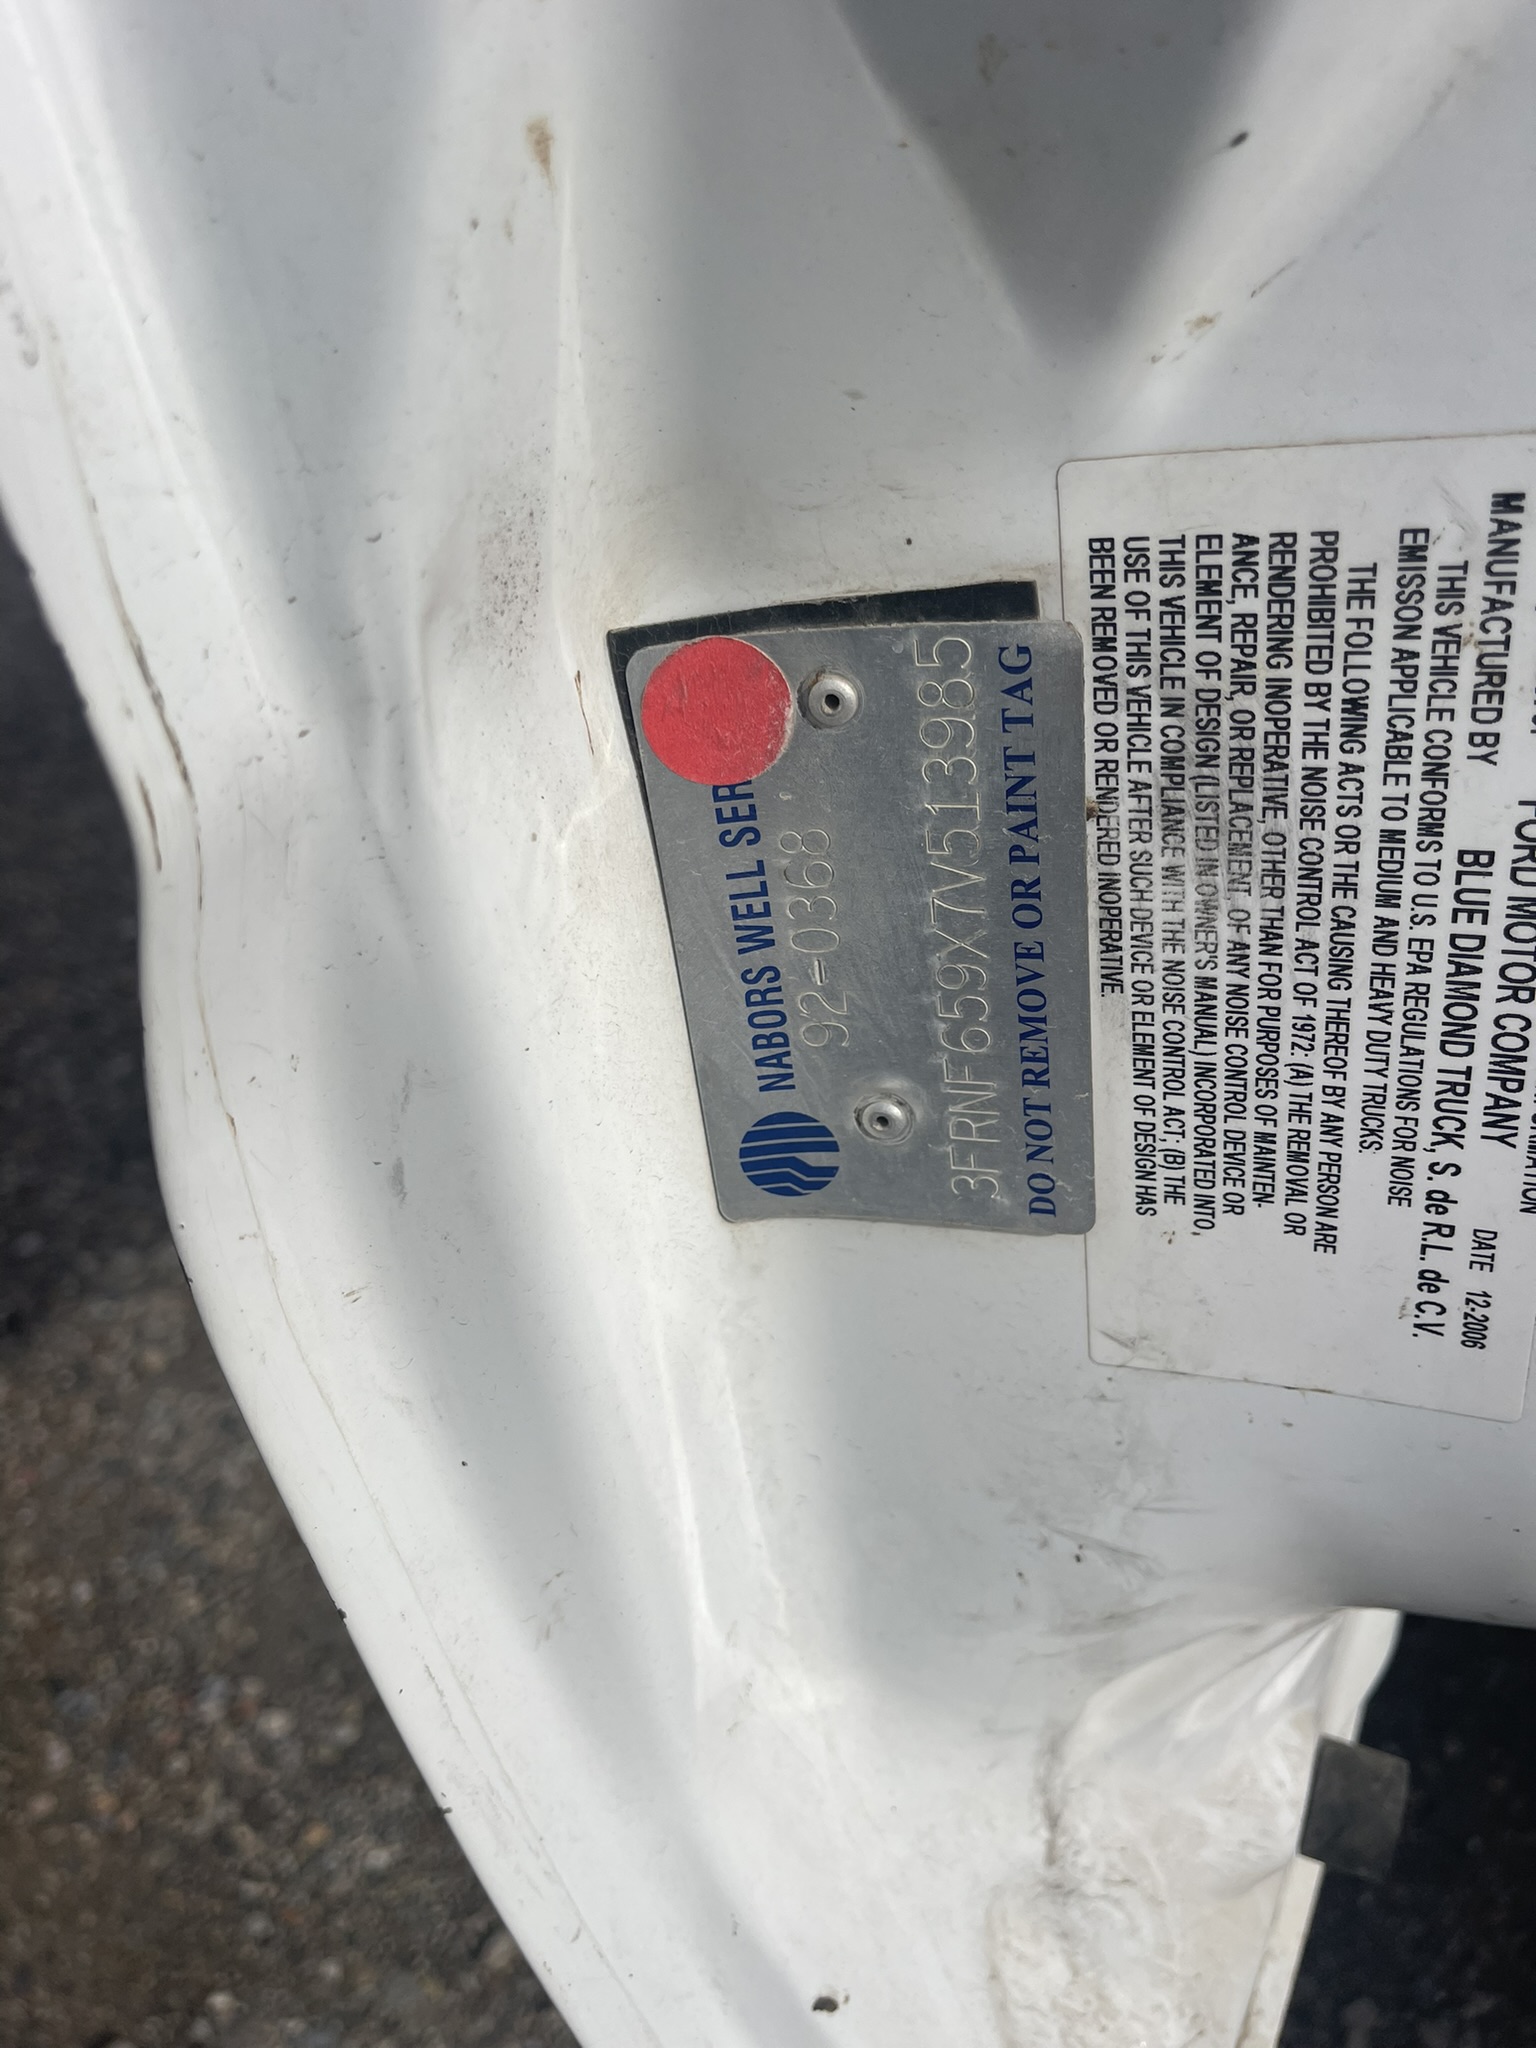 NABORS WELL SER
92-0368
3FRNF659X7V513985
DO NOT REMOVE OR PAINT TAG
FORD MOTOR COMPANY
MANUFACTURED BY BLUE DIAMOND TRUCK, S. de R.L. de C.V.
DATE 12-2006
THIS VEHICLE CONFORMS TO U.S. EPA REGULATIONS FOR NOISE
EMISSON APPLICABLE TO MEDIUM AND HEAVY DUTY TRUCKS:
THE FOLLOWING ACTS OR THE CAUSING THEREOF BY ANY PERSON ARE
PROHIBITED BY THE NOISE CONTROL ACT OF 1972: (A) THE REMOVAL OR
RENDERING INOPERATIVE, OTHER THAN FOR PURPOSES OF MAINTEN-
ANCE, REPAIR, OR REPLACEMENT, OF ANY NOISE CONTROL DEVICE OR
ELEMENT OF DESIGN (LISTED IN OWNER'S MANUAL) INCORPORATED INTO,
THIS VEHICLE IN COMPLIANCE WITH THE NOISE CONTROL ACT; (B) THE
USE OF THIS VEHICLE AFTER SUCH DEVICE OR ELEMENT OF DESIGN HAS
BEEN REMOVED OR RENDERED INOPERATIVE.